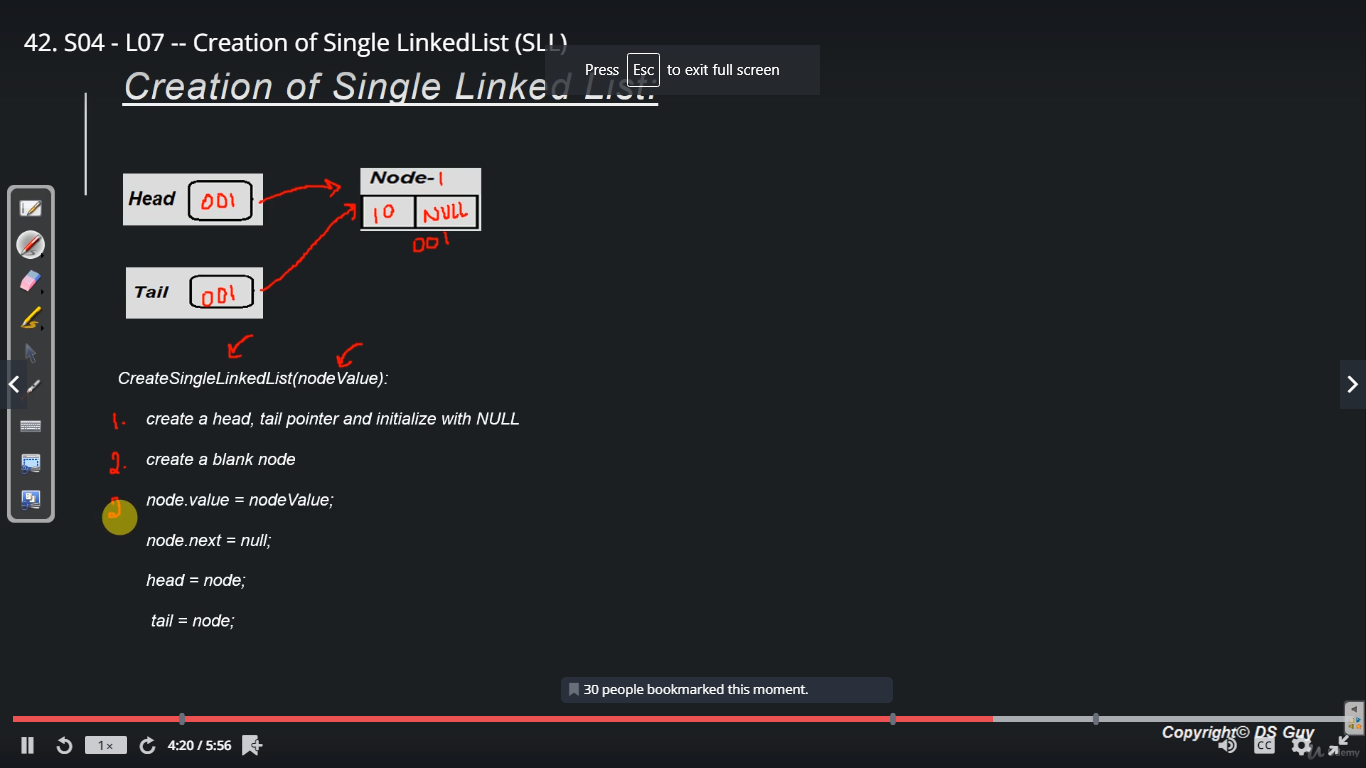 42. S04 - L07 -- Creation of Single LinkedList (SLL)
Press Esc to exit full screen
Creation of Single Linked List:
Node-1
Head 001
10 NULL
001
Tail 001
CreateSingleLinkedList(nodeValue):
1. create a head, tail pointer and initialize with NULL
2. create a blank node
node.value = nodeValue;
node.next = null;
head = node;
tail = node;
30 people bookmarked this moment.
Copyright© DS Guy
1x 4:20 / 5:56 CC